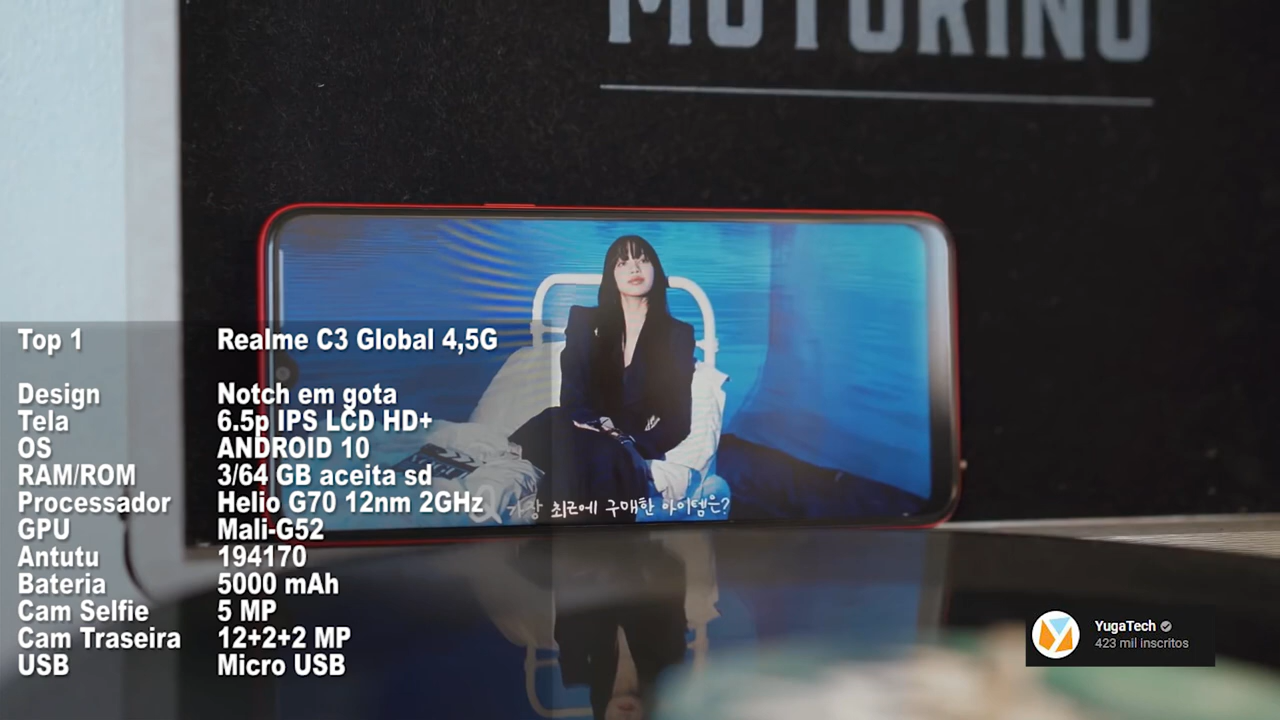 MOTORINO
Top 1 Realme C3 Global 4,5G
Design Notch em gota
Tela 6.5p IPS LCD HD+
OS ANDROID 10
RAM/ROM 3/64 GB aceita sd
Processador Helio G70 12nm 2GHz
GPU Mali-G52
Antutu 194170
Bateria 5000 mAh
Cam Selfie 5 MP
Cam Traseira 12+2+2 MP
USB Micro USB
가장 최근에 구매한 아이템은?
YugaTech
423 mil inscritos